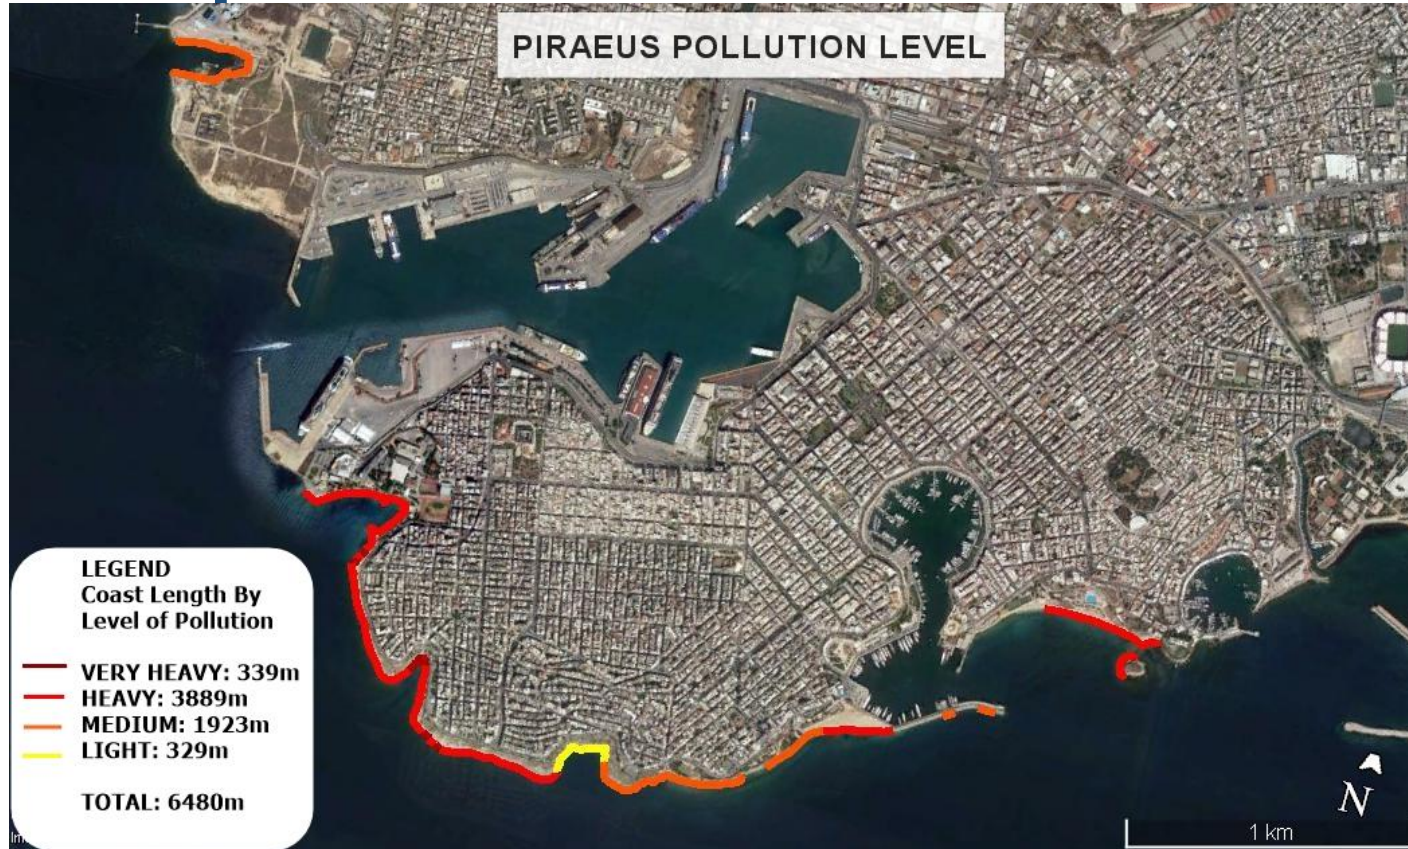 PIRAEUS POLLUTION LEVEL
LEGEND
Coast Length By
Level of Pollution
VERY HEAVY: 339m
HEAVY: 3889m
MEDIUM: 1923m
LIGHT: 329m
TOTAL: 6480m
N
1 km